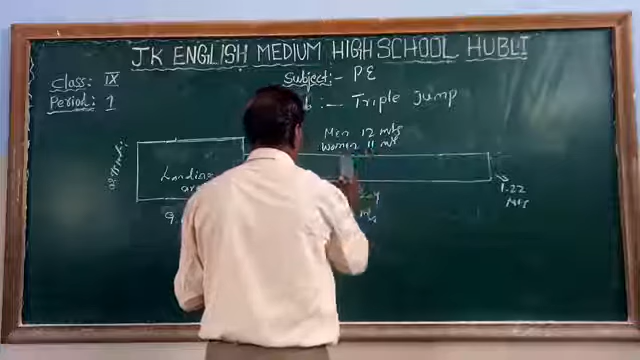 JK ENGLISH MEDIUM HIGH SCHOOL HUBLI
Class: IX
Subject:- PE
Period: 1
:- Triple jump
Men 12 mts
Women 11 mts
Landing
1.22
Mts
9.